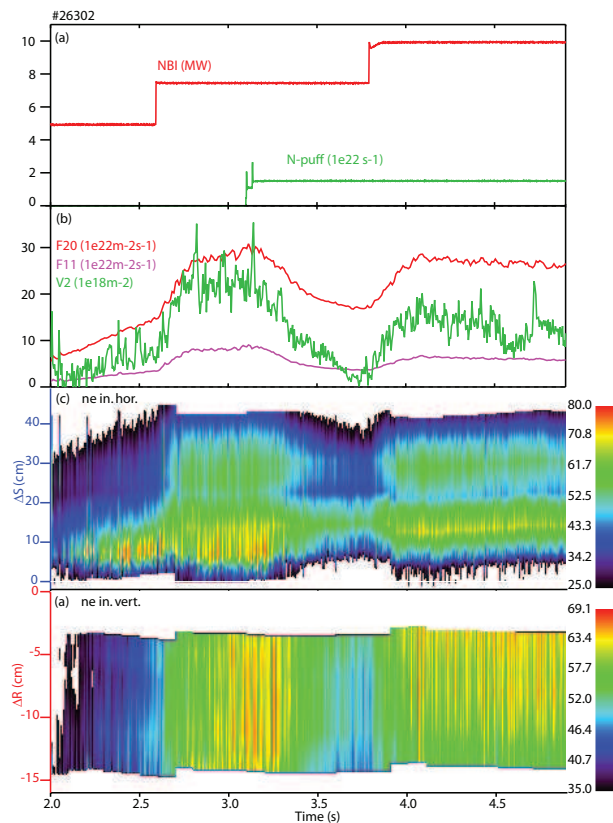 #26302
(a)
NBI (MW)
N-puff (1e22 s-1)
10
8
6
4
2
0
(b)
F20 (1e22m-2s-1)
F11 (1e22m-2s-1)
V2 (1e18m-2)
30
20
10
0
(c) ne in. hor.
ΔS (cm)
40
30
20
10
0
80.0
70.8
61.7
52.5
43.3
34.2
25.0
(a) ne in. vert.
ΔR (cm)
0
-5
-10
-15
69.1
63.4
57.7
52.0
46.4
40.7
35.0
2.0 2.5 3.0 3.5 4.0 4.5
Time (s)